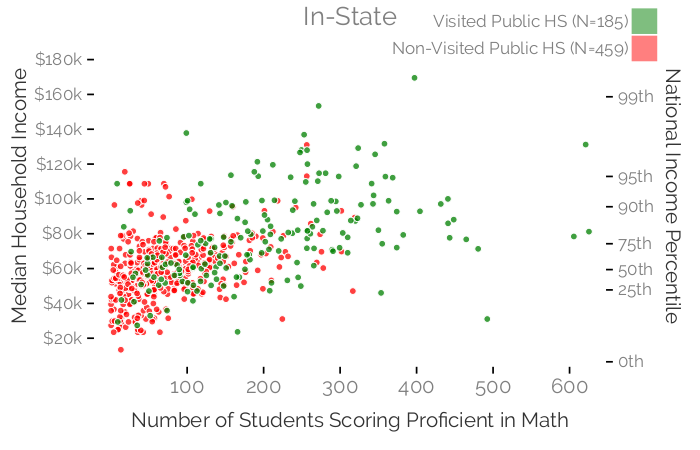 In-State
Visited Public HS (N=185)
Non-Visited Public HS (N=459)
Median Household Income
$180k
$160k
$140k
$120k
$100k
$80k
$60k
$40k
$20k
99th
95th
90th
75th
50th
25th
0th
National Income Percentile
100 200 300 400 500 600
Number of Students Scoring Proficient in Math